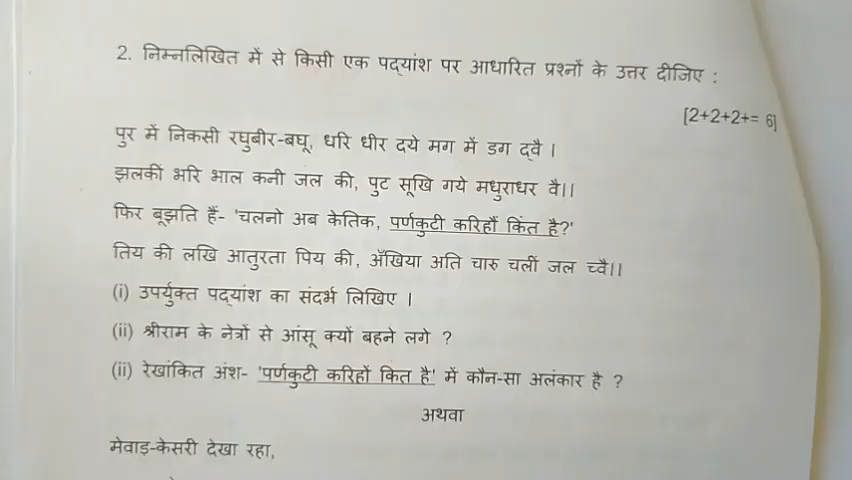 2. निम्नलिखित में से किसी एक पद्यांश पर आधारित प्रश्नों के उत्तर दीजिए :
[2+2+2+= 6]
पुर में निकसी रघुबीर-बघू, धरि धीर दये मग में डग द्वै ।
झलकीं भरि भाल कनी जल की, पुट सूखि गये मधुराधर वै।।
फिर बूझति हैं- 'चलनो अब केतिक, पर्णकुटी करिहौं किंत है?'
तिय की लखि आतुरता पिय की, अँखिया अति चारु चलीं जल च्वै।।
(i) उपर्युक्त पद्यांश का संदर्भ लिखिए ।
(ii) श्रीराम के नेत्रों से आंसू क्यों बहने लगे ?
(ii) रेखांकित अंश- 'पर्णकुटी करिहों कित है' में कौन-सा अलंकार है ?
अथवा
मेवाड़-केसरी देखा रहा,